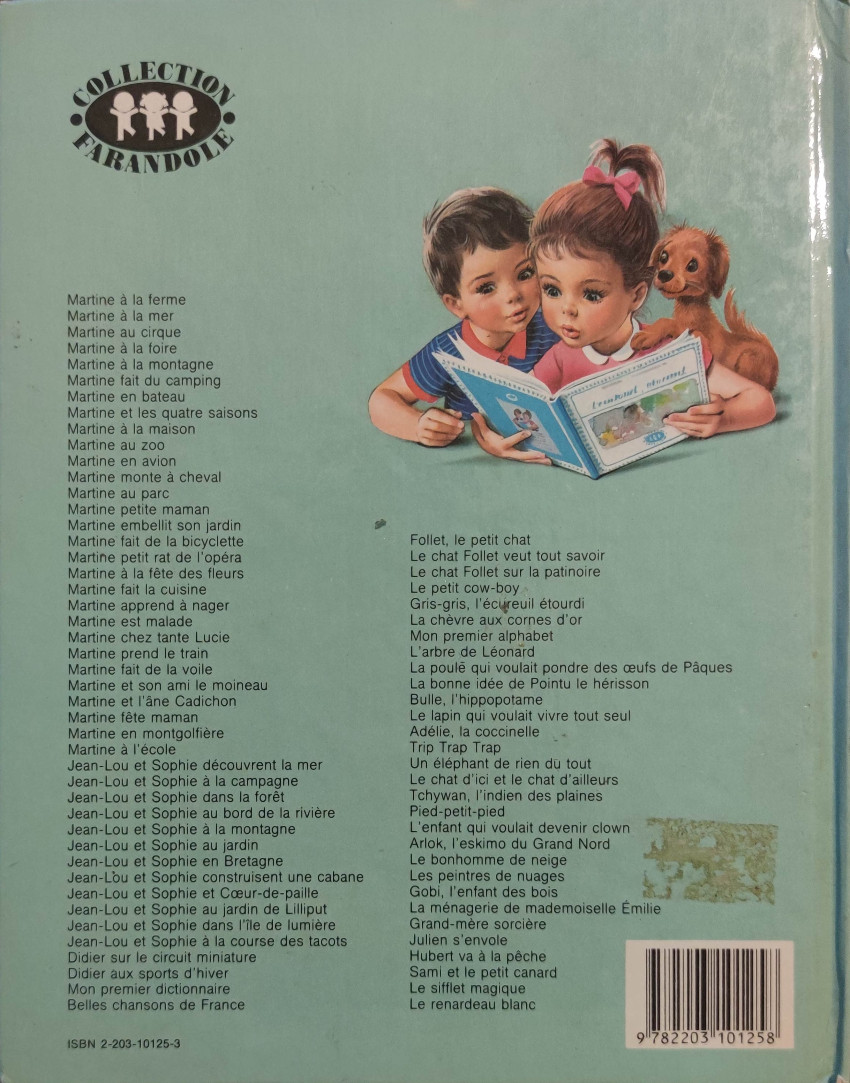 COLLECTION
FARANDOLE
Martine à la ferme
Martine à la mer
Martine au cirque
Martine à la foire
Martine à la montagne
Martine fait du camping
Martine en bateau
Martine et les quatre saisons
Martine à la maison
Martine au zoo
Martine en avion
Martine monte à cheval
Martine au parc
Martine petite maman
Martine embellit son jardin
Martine fait de la bicyclette
Martine petit rat de l'opéra
Martine à la fête des fleurs
Martine fait la cuisine
Martine apprend à nager
Martine est malade
Martine chez tante Lucie
Martine prend le train
Martine fait de la voile
Martine et son ami le moineau
Martine et l'âne Cadichon
Martine fête maman
Martine en montgolfière
Martine à l'école
Jean-Lou et Sophie découvrent la mer
Jean-Lou et Sophie à la campagne
Jean-Lou et Sophie dans la forêt
Jean-Lou et Sophie au bord de la rivière
Jean-Lou et Sophie à la montagne
Jean-Lou et Sophie au jardin
Jean-Lou et Sophie en Bretagne
Jean-Lou et Sophie construisent une cabane
Jean-Lou et Sophie et Cœur-de-paille
Jean-Lou et Sophie au jardin de Lilliput
Jean-Lou et Sophie dans l'île de lumière
Jean-Lou et Sophie à la course des tacots
Didier sur le circuit miniature
Didier aux sports d'hiver
Mon premier dictionnaire
Belles chansons de France
Follet, le petit chat
Le chat Follet veut tout savoir
Le chat Follet sur la patinoire
Le petit cow-boy
Gris-gris, l'écureuil étourdi
La chèvre aux cornes d'or
Mon premier alphabet
L'arbre de Léonard
La poule qui voulait pondre des œufs de Pâques
La bonne idée de Pointu le hérisson
Bulle, l'hippopotame
Le lapin qui voulait vivre tout seul
Adélie, la coccinelle
Trip Trap Trap
Un éléphant de rien du tout
Le chat d'ici et le chat d'ailleurs
Tchywan, l'indien des plaines
Pied-petit-pied
L'enfant qui voulait devenir clown
Arlok, l'eskimo du Grand Nord
Le bonhomme de neige
Les peintres de nuages
Gobi, l'enfant des bois
La ménagerie de mademoiselle Émilie
Grand-mère sorcière
Julien s'envole
Hubert va à la pêche
Sami et le petit canard
Le sifflet magique
Le renardeau blanc
ISBN 2-203-10125-3
9 782203 101258